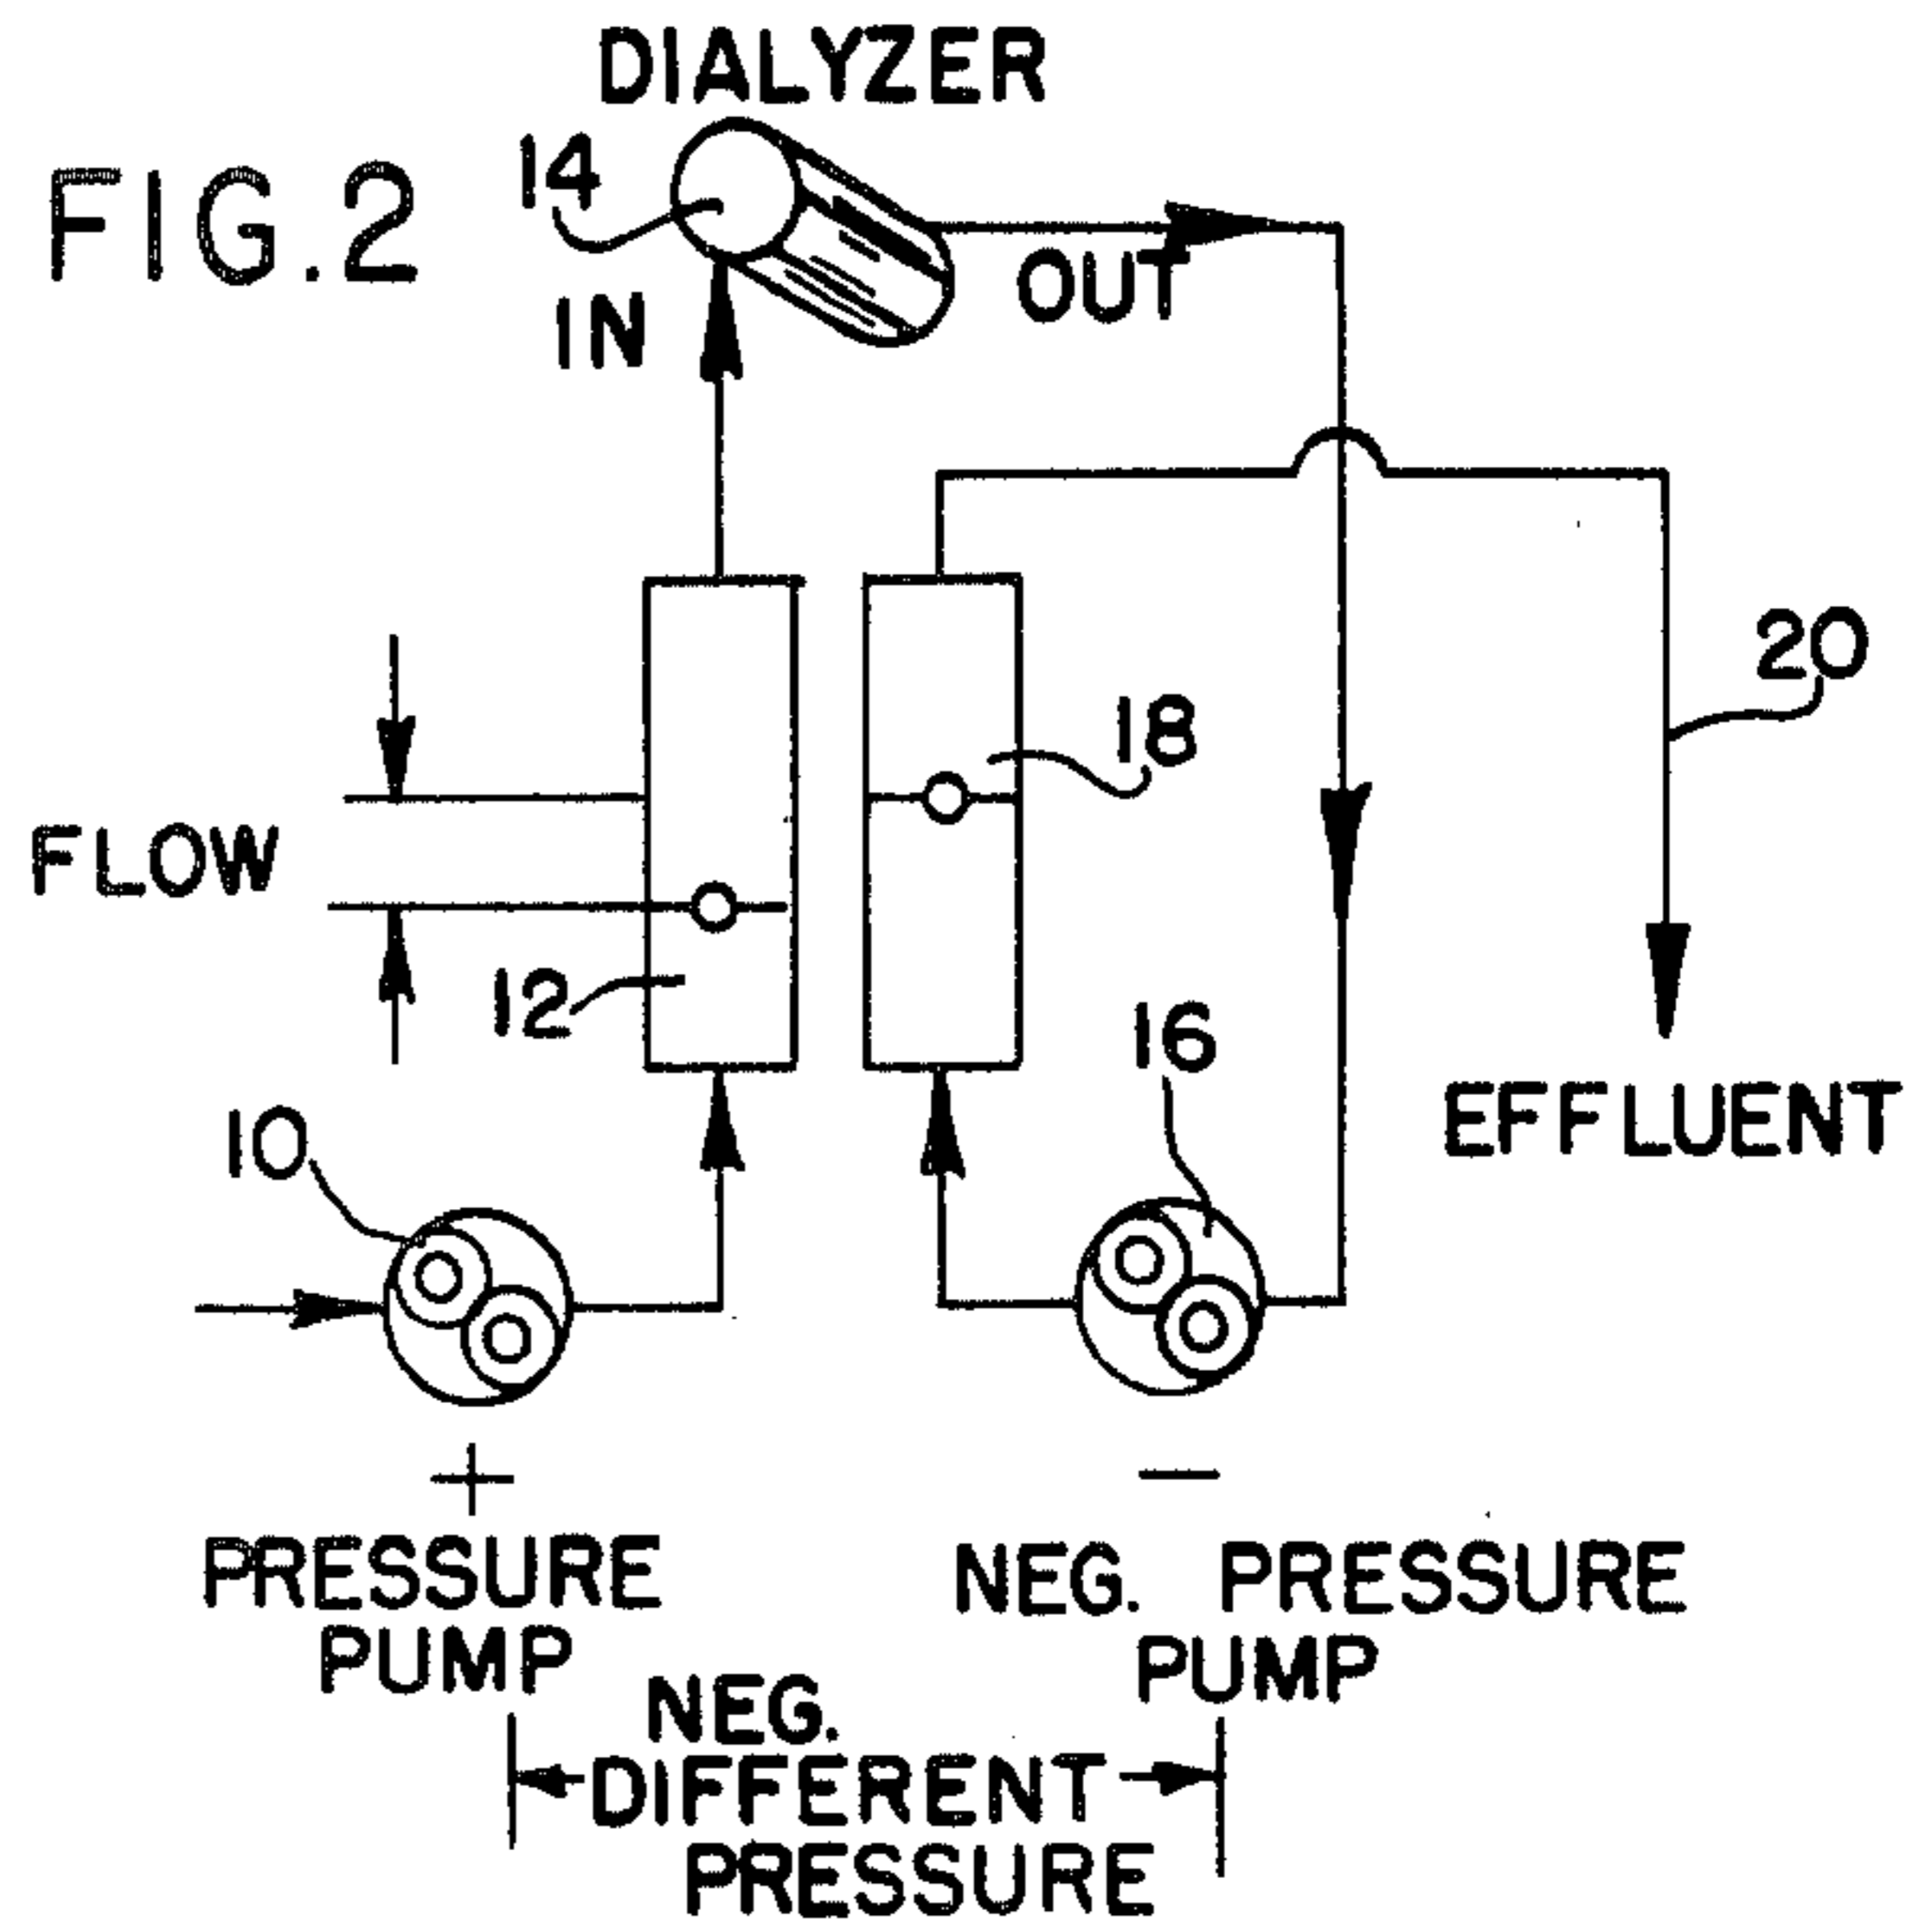 DIALYZER
FIG.2
14
IN
OUT
20
18
FLOW
12
16
10
EFFLUENT
+
—
PRESSURE
PUMP
NEG. PRESSURE
PUMP
NEG.
DIFFERENT
PRESSURE